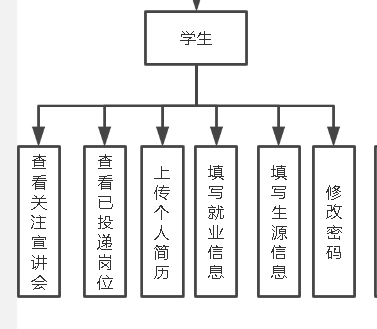 学生
查看关注宣讲会
查看已投递岗位
上传个人简历
填写就业信息
填写生源信息
修改密码